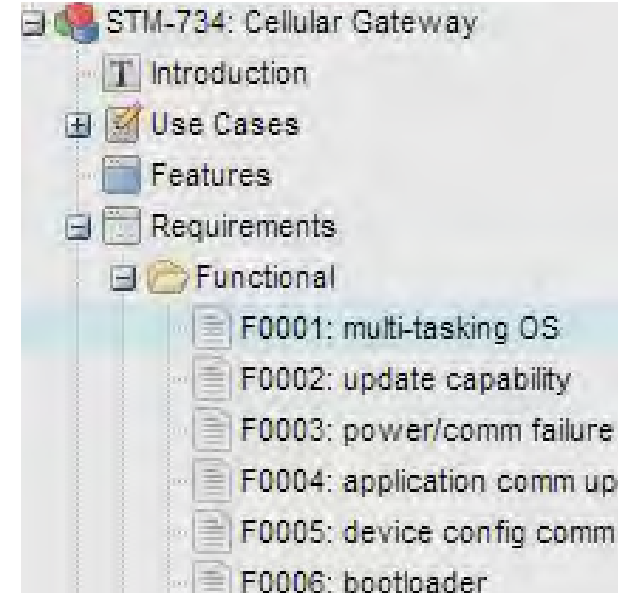 STM-734: Cellular Gateway
T Introduction
Use Cases
Features
Requirements
Functional
F0001: multi-tasking OS
F0002: update capability
F0003: power/comm failure
F0004: application comm up
F0005: device config comm
F0006: bootloader